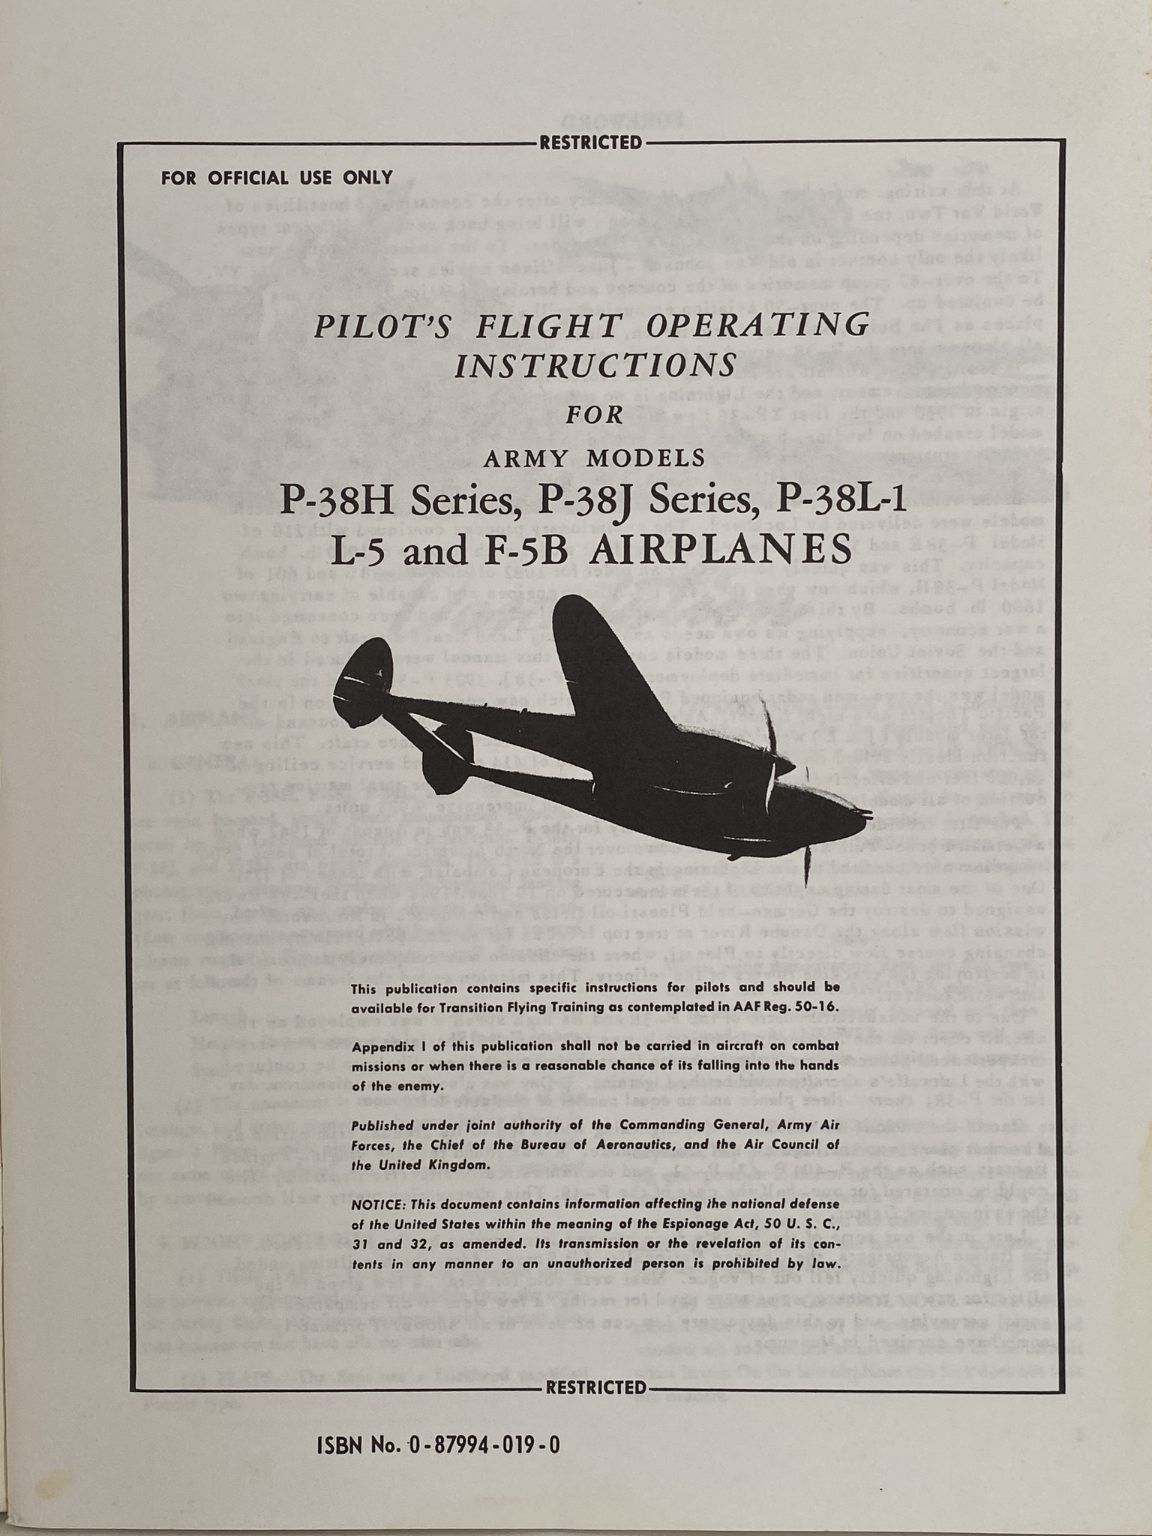 RESTRICTED
FOR OFFICIAL USE ONLY
PILOT'S FLIGHT OPERATING
INSTRUCTIONS
FOR
ARMY MODELS
P-38H Series, P-38J Series, P-38L-1
L-5 and F-5B AIRPLANES
This publication contains specific instructions for pilots and should be
available for Transition Flying Training as contemplated in AAF Reg. 50-16.
Appendix I of this publication shall not be carried in aircraft on combat
missions or when there is a reasonable chance of its falling into the hands
of the enemy.
Published under joint authority of the Commanding General, Army Air
Forces, the Chief of the Bureau of Aeronautics, and the Air Council of
the United Kingdom.
NOTICE: This document contains information affecting the national defense
of the United States within the meaning of the Espionage Act, 50 U. S. C.,
31 and 32, as amended. Its transmission or the revelation of its con-
tents in any manner to an unauthorized person is prohibited by law.
RESTRICTED
ISBN No. 0-87994-019-0